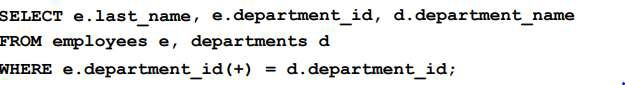 SELECT e.last_name, e.department_id, d.department_name
FROM employees e, departments d
WHERE e.department_id(+) = d.department_id;